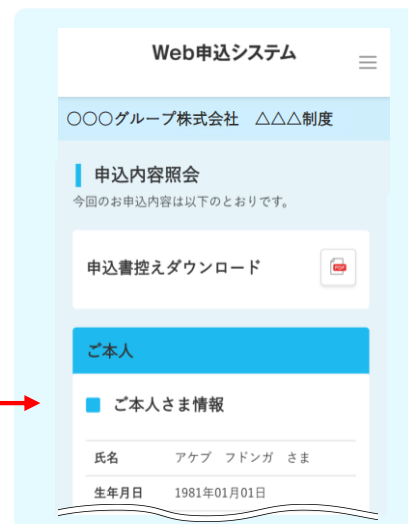 Web申込システム
○○○グループ株式会社　△△△制度
申込内容照会
今回のお申込内容は以下のとおりです。
申込書控えダウンロード
PDF
ご本人
ご本人さま情報
氏名　アケブ　フドンガ　さま
生年月日　1981年01月01日